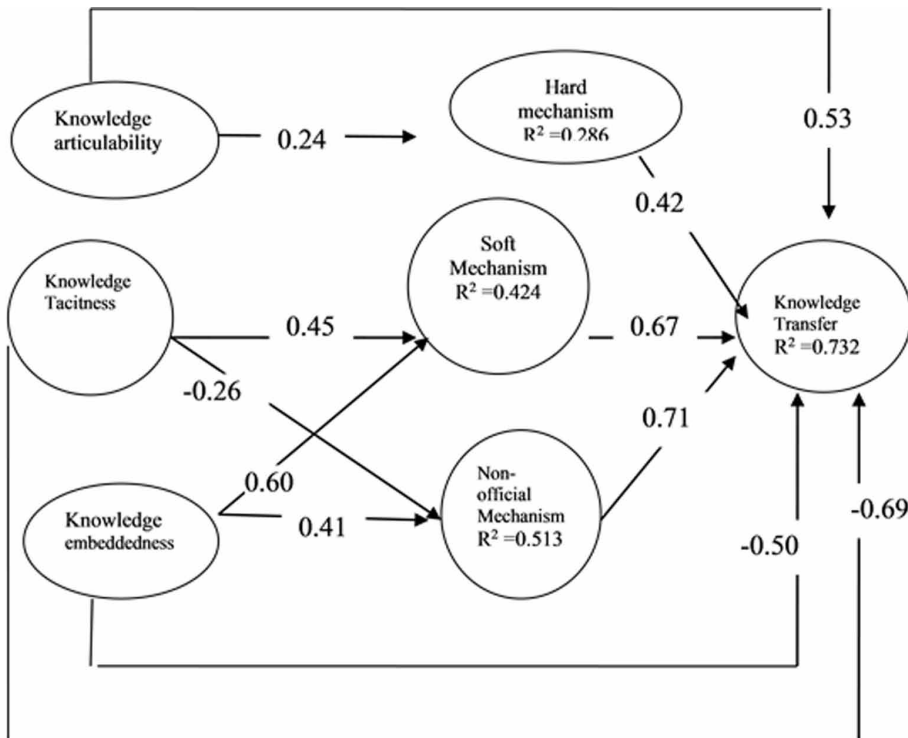 Knowledge
articulability
0.24
Hard
mechanism
R² =0.286
0.53
0.42
Knowledge
Tacitness
0.45
-0.26
Soft
Mechanism
R² =0.424
0.67
Knowledge
Transfer
R² =0.732
Knowledge
embeddedness
0.60
0.41
Non-
official
Mechanism
R² =0.513
0.71
-0.50
-0.69